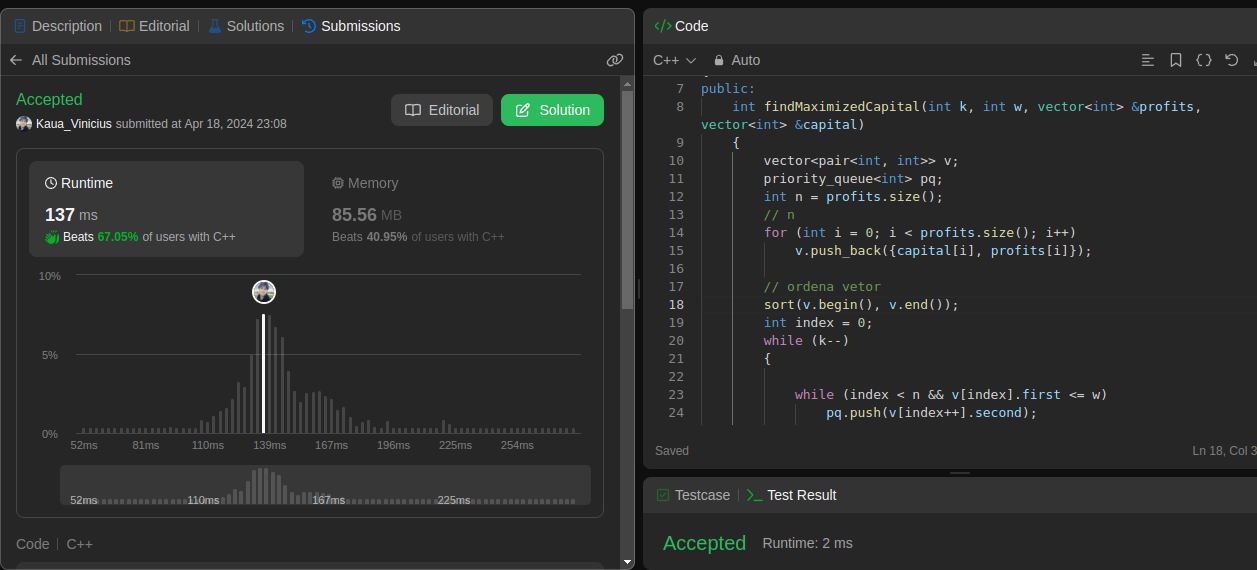 Description Editorial Solutions Submissions
All Submissions
Accepted
Kaua_Vinicius submitted at Apr 18, 2024 23:08
Editorial
Solution
Runtime
137 ms
Beats 67.05% of users with C++
Memory
85.56 MB
Beats 40.95% of users with C++
10%
5%
0%
52ms 81ms 110ms 139ms 167ms 196ms 225ms 254ms
52ms 110ms 167ms 225ms
Code C++
</> Code
C++ Auto
7 public:
8 int findMaximizedCapital(int k, int w, vector<int> &profits,
vector<int> &capital)
9 {
10 vector<pair<int, int>> v;
11 priority_queue<int> pq;
12 int n = profits.size();
13 // n
14 for (int i = 0; i < profits.size(); i++)
15 v.push_back({capital[i], profits[i]});
16
17 // ordena vetor
18 sort(v.begin(), v.end());
19 int index = 0;
20 while (k--)
21 {
22
23 while (index < n && v[index].first <= w)
24 pq.push(v[index++].second);
Saved
Ln 18, Col 3
Testcase >_ Test Result
Accepted Runtime: 2 ms